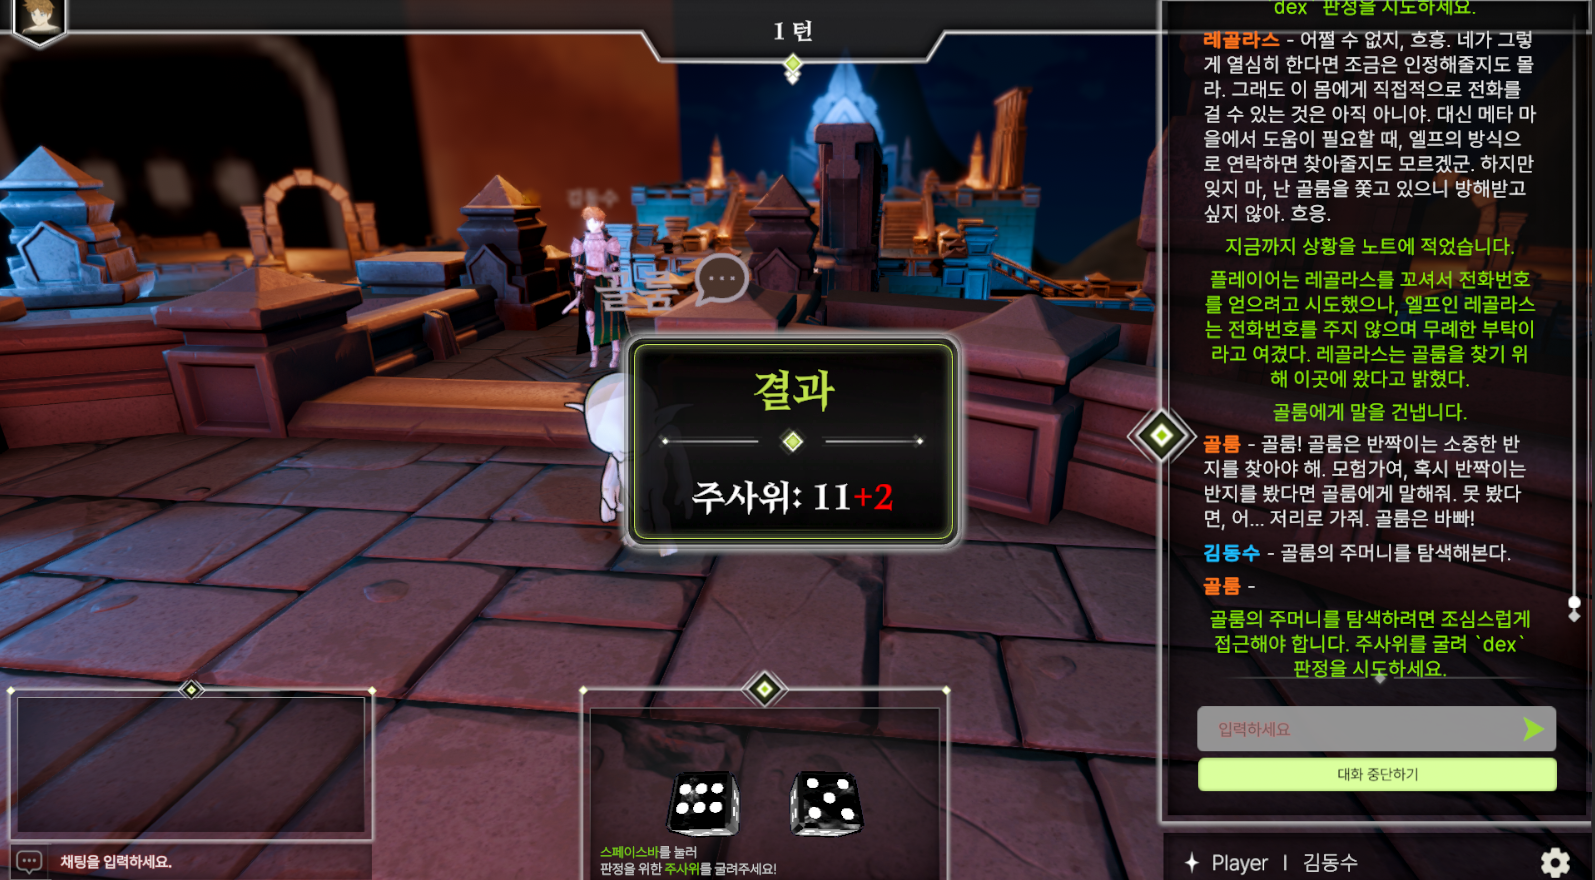 1 턴
김동수
골룸
결과
주사위: 11+2
`dex` 판정을 시도하세요.
레골라스 - 어쩔 수 없지, 흐흥. 네가 그렇
게 열심히 한다면 조금은 인정해줄지도 몰
라. 그래도 이 몸에게 직접적으로 전화를
걸 수 있는 것은 아직 아니야. 대신 메타 마
을에서 도움이 필요할 때, 엘프의 방식으
로 연락하면 찾아줄지도 모르겠군. 하지만
잊지 마, 난 골룸을 쫓고 있으니 방해받고
싶지 않아. 흐응.
지금까지 상황을 노트에 적었습니다.
플레이어는 레골라스를 꼬셔서 전화번호
를 얻으려고 시도했으나, 엘프인 레골라스
는 전화번호를 주지 않으며 무례한 부탁이
라고 여겼다. 레골라스는 골룸을 찾기 위
해 이곳에 왔다고 밝혔다.
골룸에게 말을 건냅니다.
골룸 - 골룸! 골룸은 반짝이는 소중한 반
지를 찾아야 해. 모험가여, 혹시 반짝이는
반지를 봤다면 골룸에게 말해줘. 못 봤다
면, 어... 저리로 가줘. 골룸은 바빠!
김동수 - 골룸의 주머니를 탐색해본다.
골룸 -
골룸의 주머니를 탐색하려면 조심스럽게
접근해야 합니다. 주사위를 굴려 `dex`
판정을 시도하세요.
입력하세요
대화 중단하기
채팅을 입력하세요.
스페이스바를 눌러
판정을 위한 주사위를 굴려주세요!
Player | 김동수